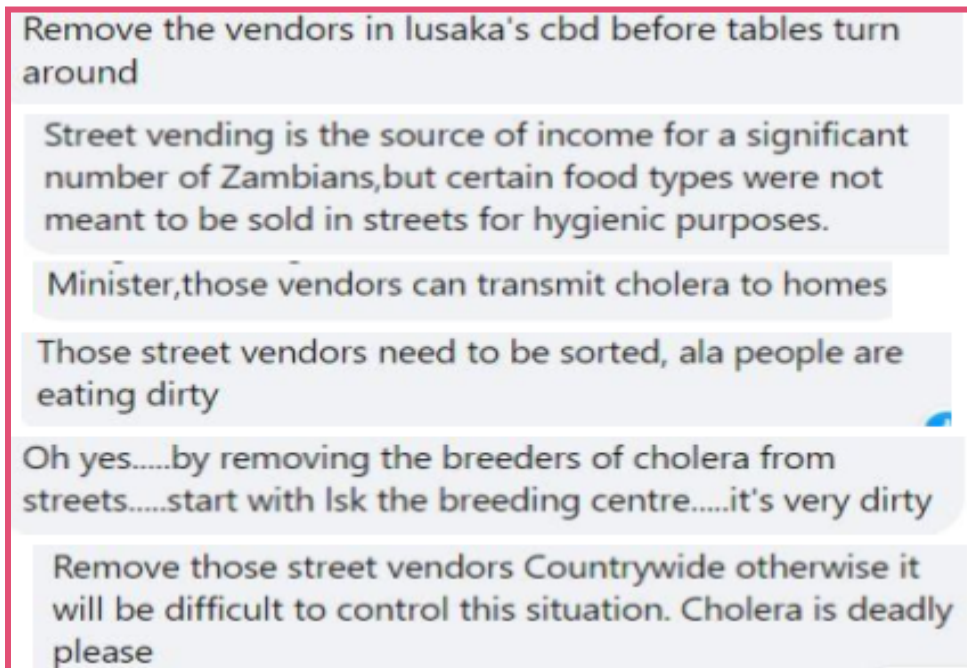 Remove the vendors in lusaka's cbd before tables turn
around
Street vending is the source of income for a significant
number of Zambians,but certain food types were not
meant to be sold in streets for hygienic purposes.
Minister,those vendors can transmit cholera to homes
Those street vendors need to be sorted, ala people are
eating dirty
Oh yes.....by removing the breeders of cholera from
streets.....start with lsk the breeding centre.....it's very dirty
Remove those street vendors Countrywide otherwise it
will be difficult to control this situation. Cholera is deadly
please